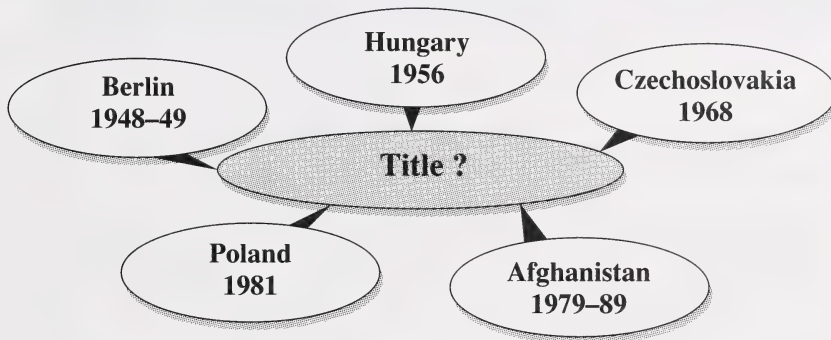 Hungary
1956
Berlin
1948–49
Czechoslovakia
1968
Title ?
Poland
1981
Afghanistan
1979–89